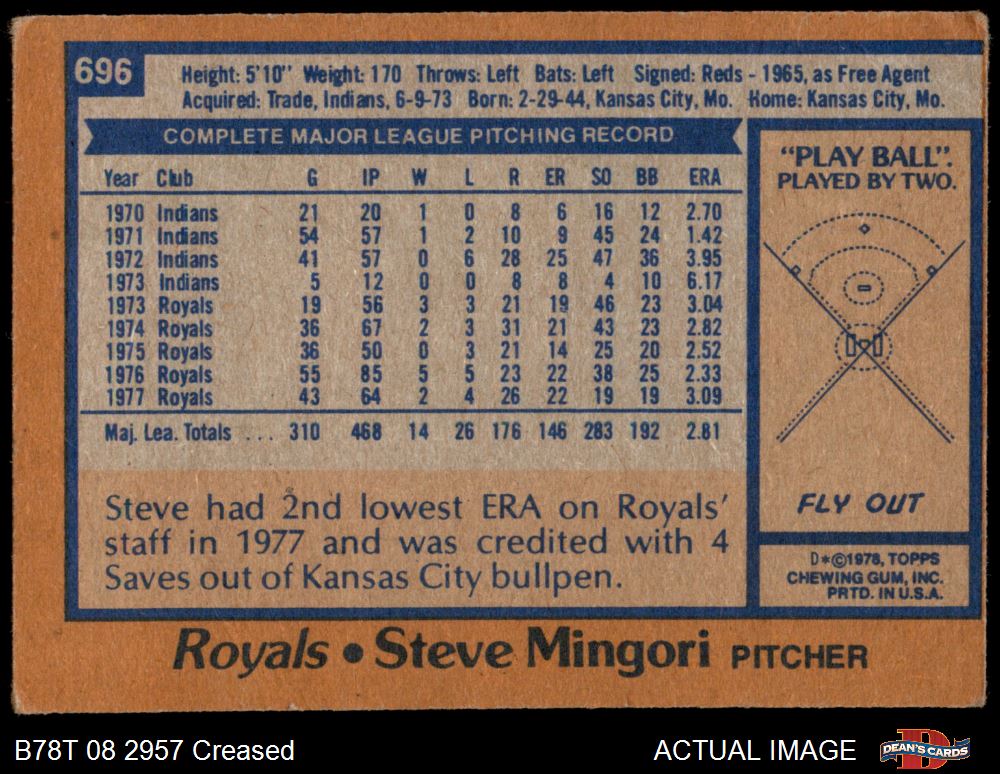 696
Height: 5'10" Weight: 170 Throws: Left Bats: Left Signed: Reds - 1965, as Free Agent
Acquired: Trade, Indians, 6-9-73 Born: 2-29-44, Kansas City, Mo. Home: Kansas City, Mo.
COMPLETE MAJOR LEAGUE PITCHING RECORD
Year Club G IP W L R ER SO BB ERA
1970 Indians 21 20 1 0 8 6 16 12 2.70
1971 Indians 54 57 1 2 10 9 45 24 1.42
1972 Indians 41 57 0 6 28 25 47 36 3.95
1973 Indians 5 12 0 0 8 8 4 10 6.17
1973 Royals 19 56 3 3 21 19 46 23 3.04
1974 Royals 36 67 2 3 31 21 43 23 2.82
1975 Royals 36 50 0 3 21 14 25 20 2.52
1976 Royals 55 85 5 5 23 22 38 25 2.33
1977 Royals 43 64 2 4 26 22 19 19 3.09
Maj. Lea. Totals ... 310 468 14 26 176 146 283 192 2.81
Steve had 2nd lowest ERA on Royals'
staff in 1977 and was credited with 4
Saves out of Kansas City bullpen.
"PLAY BALL".
PLAYED BY TWO.
FLY OUT
D*©1978, TOPPS
CHEWING GUM, INC.
PRTD. IN U.S.A.
Royals • Steve Mingori PITCHER
B78T 08 2957 Creased
ACTUAL IMAGE
DEAN'S CARDS